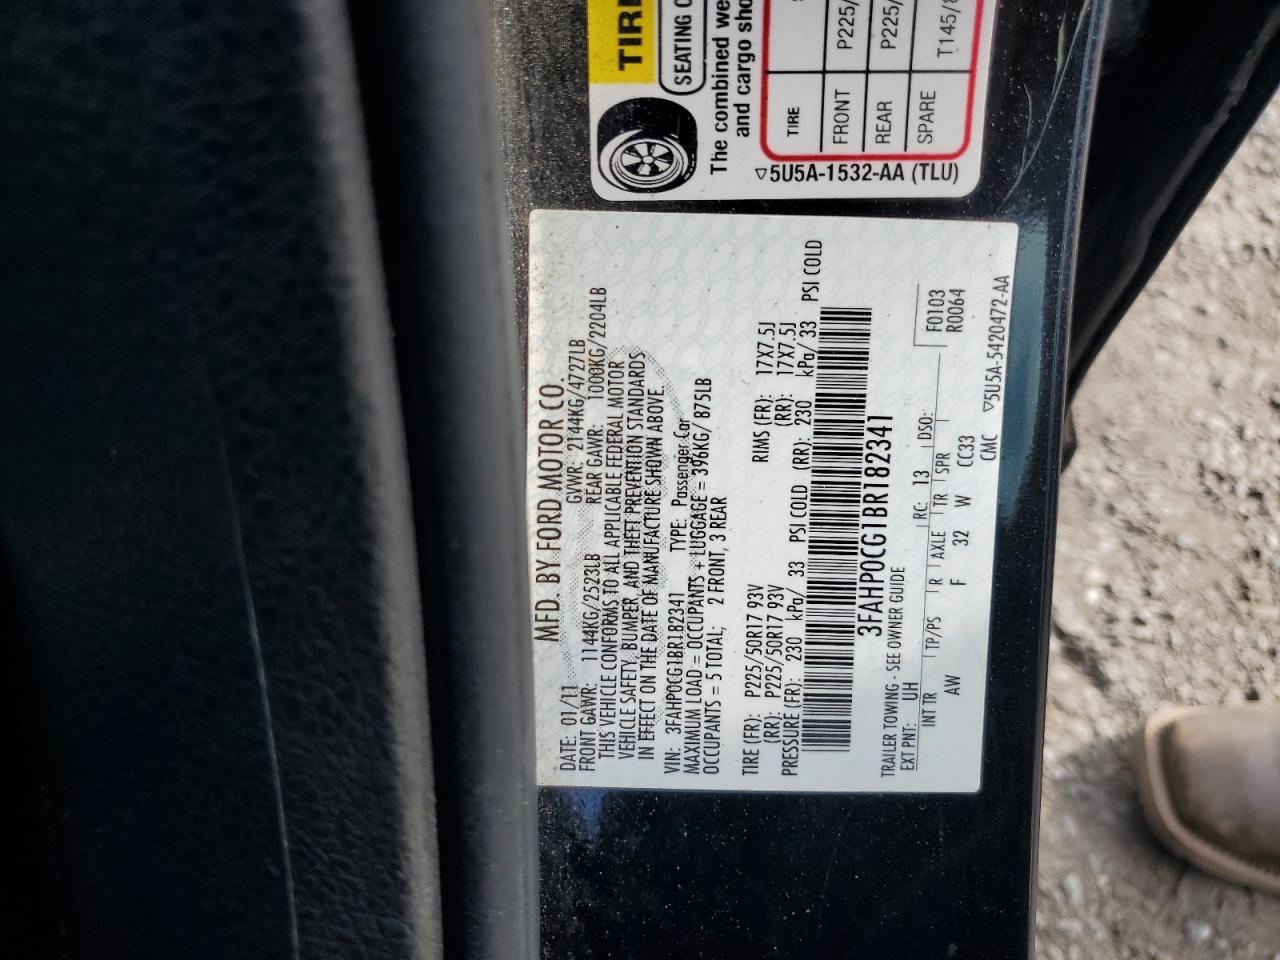 MFD. BY FORD MOTOR CO.
DATE: 01/11 GVWR: 2144KG/4727LB
FRONT GAWR: 1144KG/2523LB REAR GAWR: 1000KG/2204LB
THIS VEHICLE CONFORMS TO ALL APPLICABLE FEDERAL MOTOR
VEHICLE SAFETY, BUMPER, AND THEFT PREVENTION STANDARDS
IN EFFECT ON THE DATE OF MANUFACTURE SHOWN ABOVE.
VIN: 3FAHP0CG1BR182341 TYPE: Passenger Car
MAXIMUM LOAD = OCCUPANTS + LUGGAGE = 396KG/ 875LB
OCCUPANTS = 5 TOTAL; 2 FRONT, 3 REAR
TIRE (FR): P225/50R17 93V RIMS (FR): 17X7.5J
(RR): P225/50R17 93V (RR): 17X7.5J
PRESSURE (FR): 230 kPa/ 33 PSI COLD (RR): 230 kPa/ 33 PSI COLD
3FAHP0CG1BR182341
TRAILER TOWING - SEE OWNER GUIDE
EXT PNT: UH RC: 13 DSO: F0103
R0064
INT TR TP/PS R AXLE TR SPR
AW F 32 W CC33
CMC ▽5U5A-5420472-AA
TIRE
SEATING C
The combined we
and cargo sho
TIRE
FRONT P225/
REAR P225/
SPARE T145/8
▽5U5A-1532-AA (TLU)